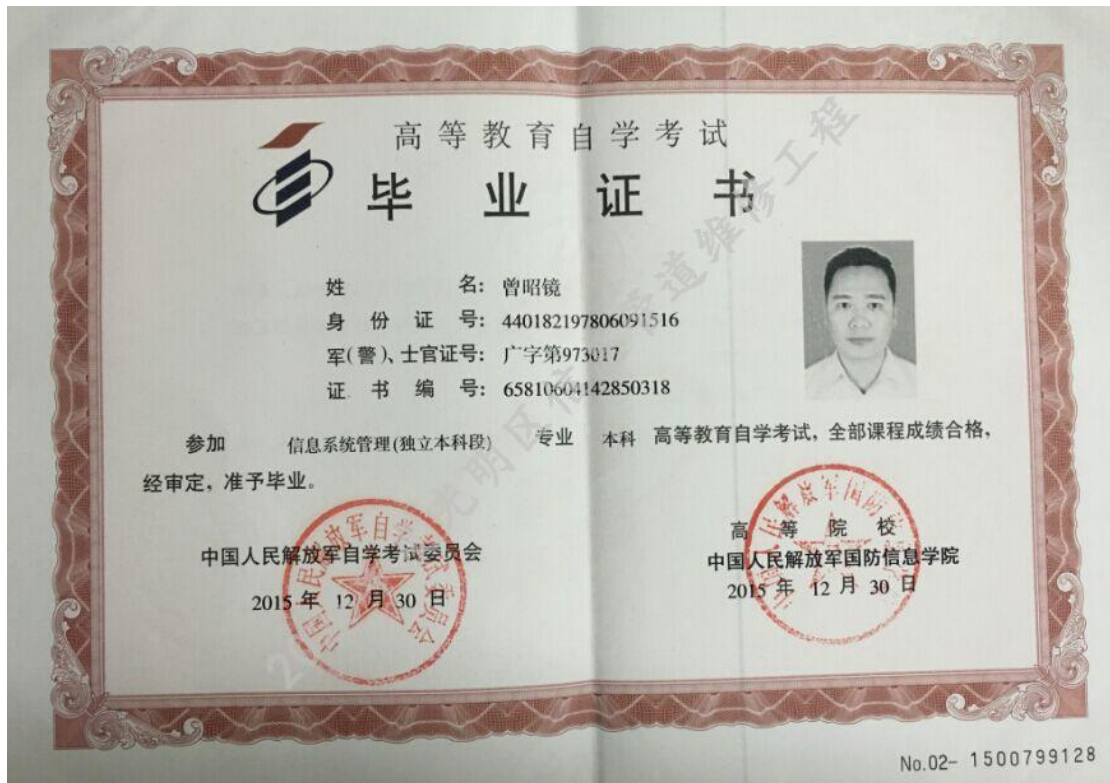 高等教育自学考试
毕业证书
姓名：曾昭镜
身份证号：440182197806091516
军(警)、士官证号：广字第973017
证书编号：65810604142850318
参加 信息系统管理(独立本科段) 专业 本科 高等教育自学考试，全部课程成绩合格，
经审定，准予毕业。
中国人民解放军自学考试委员会
2015年12月30日
高等院校
中国人民解放军国防信息学院
2015年12月30日
No.02- 1500799128